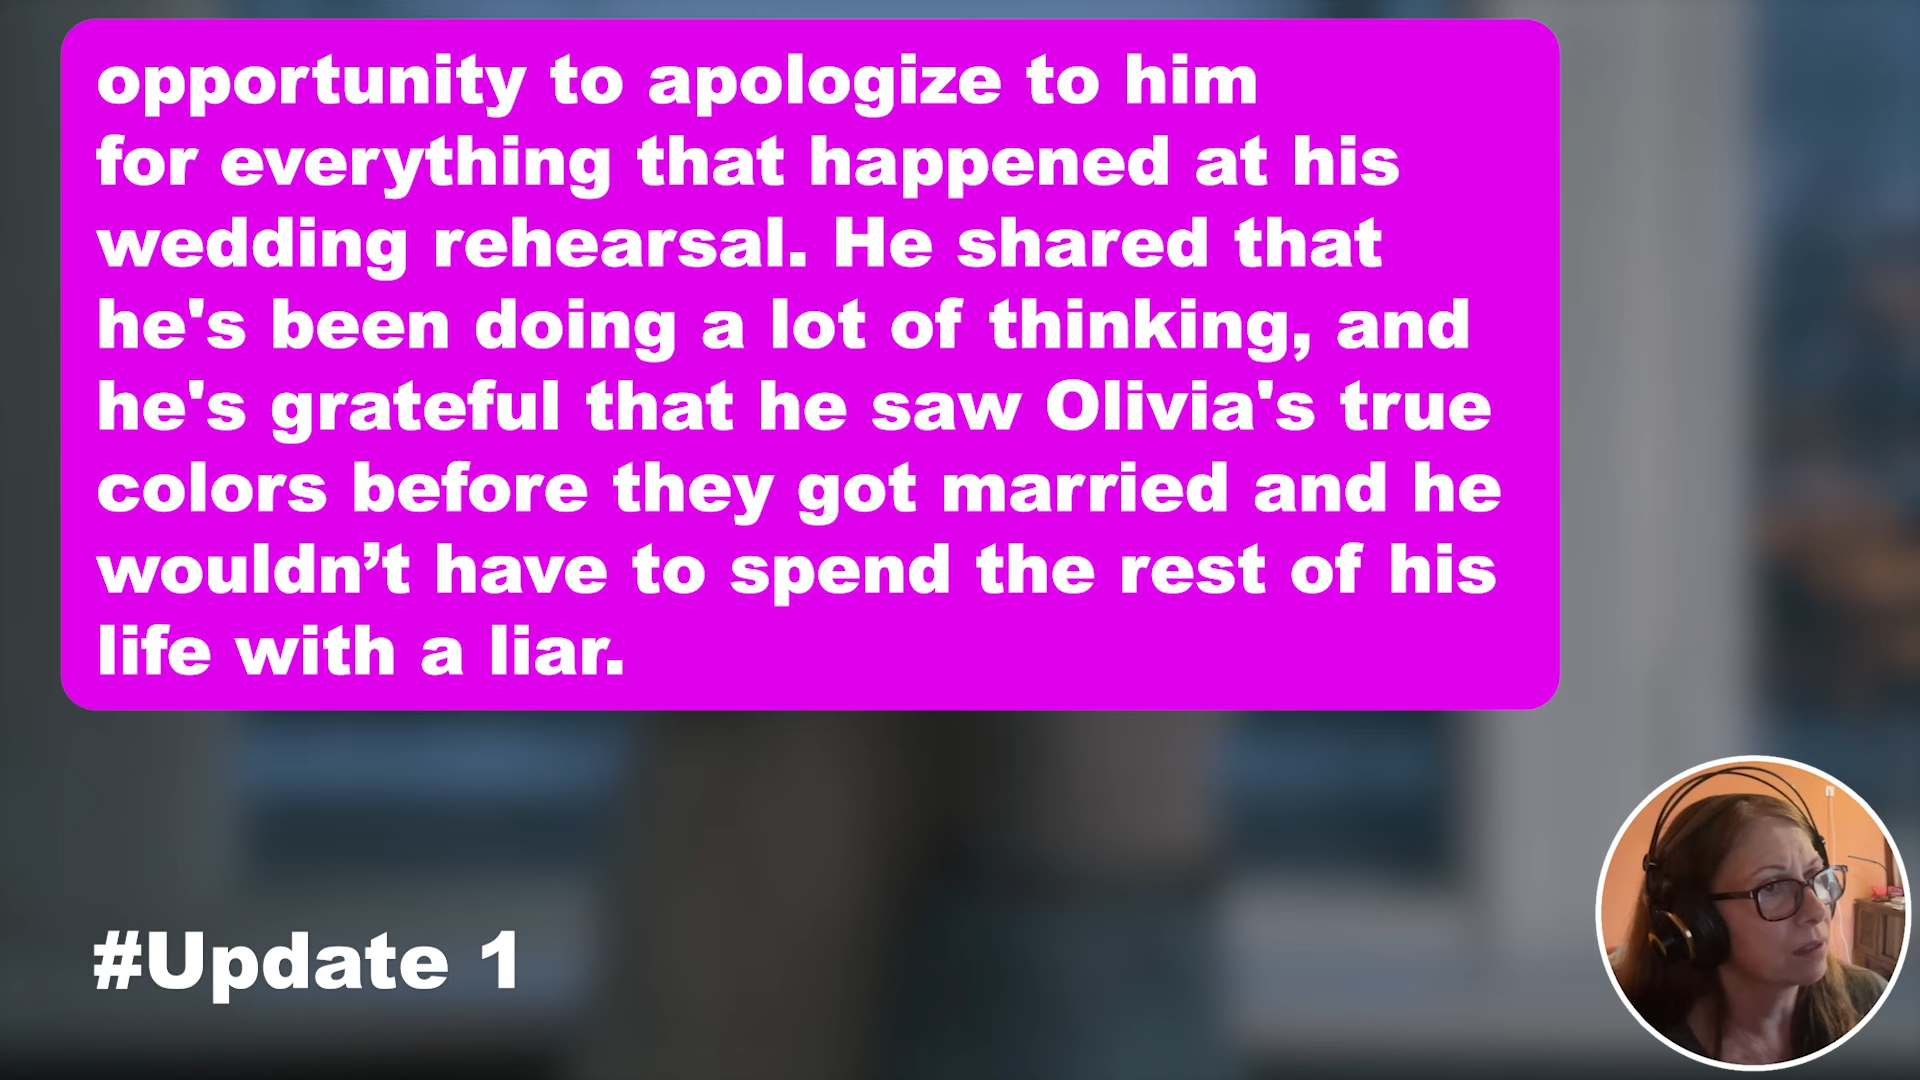 opportunity to apologize to him
for everything that happened at his
wedding rehearsal. He shared that
he's been doing a lot of thinking, and
he's grateful that he saw Olivia's true
colors before they got married and he
wouldn’t have to spend the rest of his
life with a liar.
#Update 1